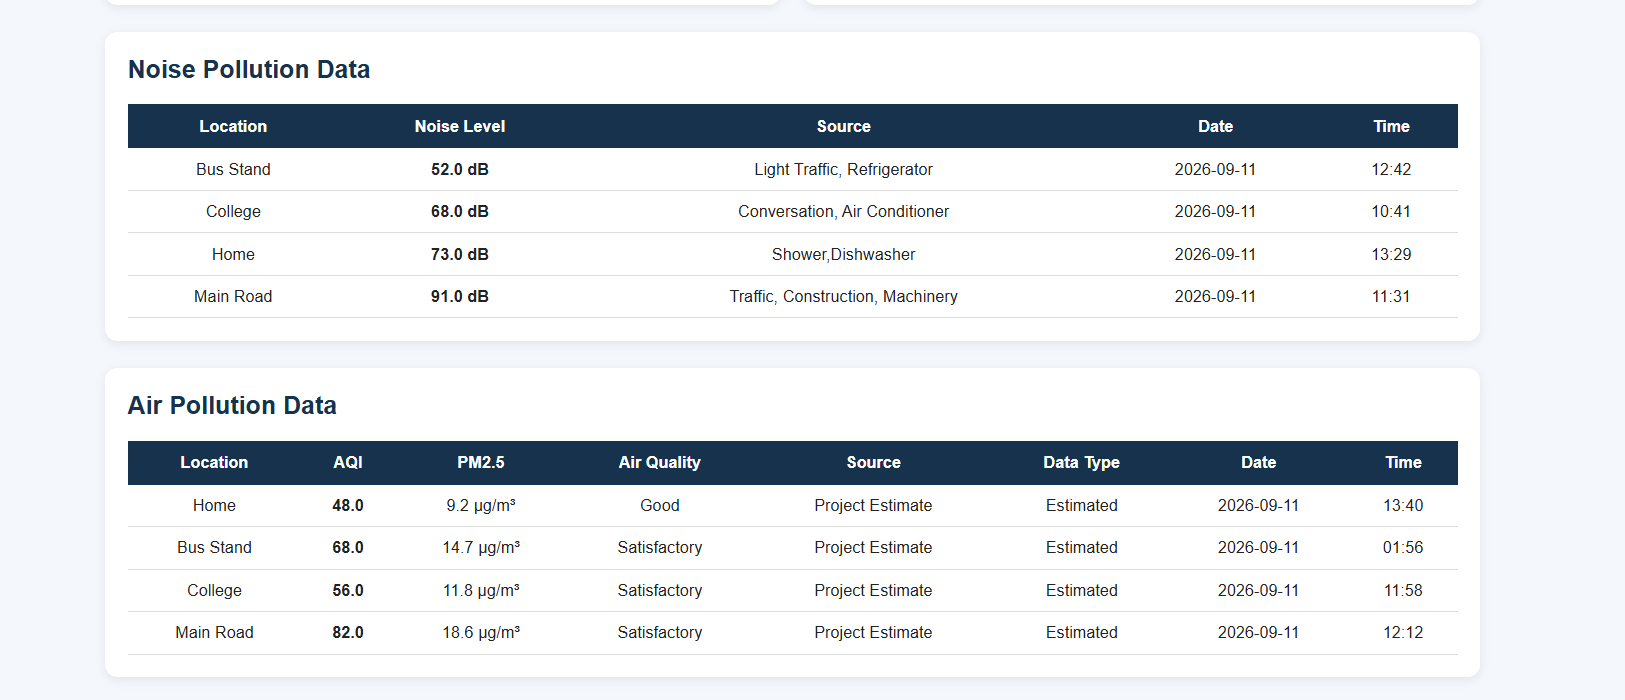 Noise Pollution Data
Location Noise Level Source Date Time
Bus Stand 52.0 dB Light Traffic, Refrigerator 2026-09-11 12:42
College 68.0 dB Conversation, Air Conditioner 2026-09-11 10:41
Home 73.0 dB Shower,Dishwasher 2026-09-11 13:29
Main Road 91.0 dB Traffic, Construction, Machinery 2026-09-11 11:31
Air Pollution Data
Location AQI PM2.5 Air Quality Source Data Type Date Time
Home 48.0 9.2 µg/m³ Good Project Estimate Estimated 2026-09-11 13:40
Bus Stand 68.0 14.7 µg/m³ Satisfactory Project Estimate Estimated 2026-09-11 01:56
College 56.0 11.8 µg/m³ Satisfactory Project Estimate Estimated 2026-09-11 11:58
Main Road 82.0 18.6 µg/m³ Satisfactory Project Estimate Estimated 2026-09-11 12:12